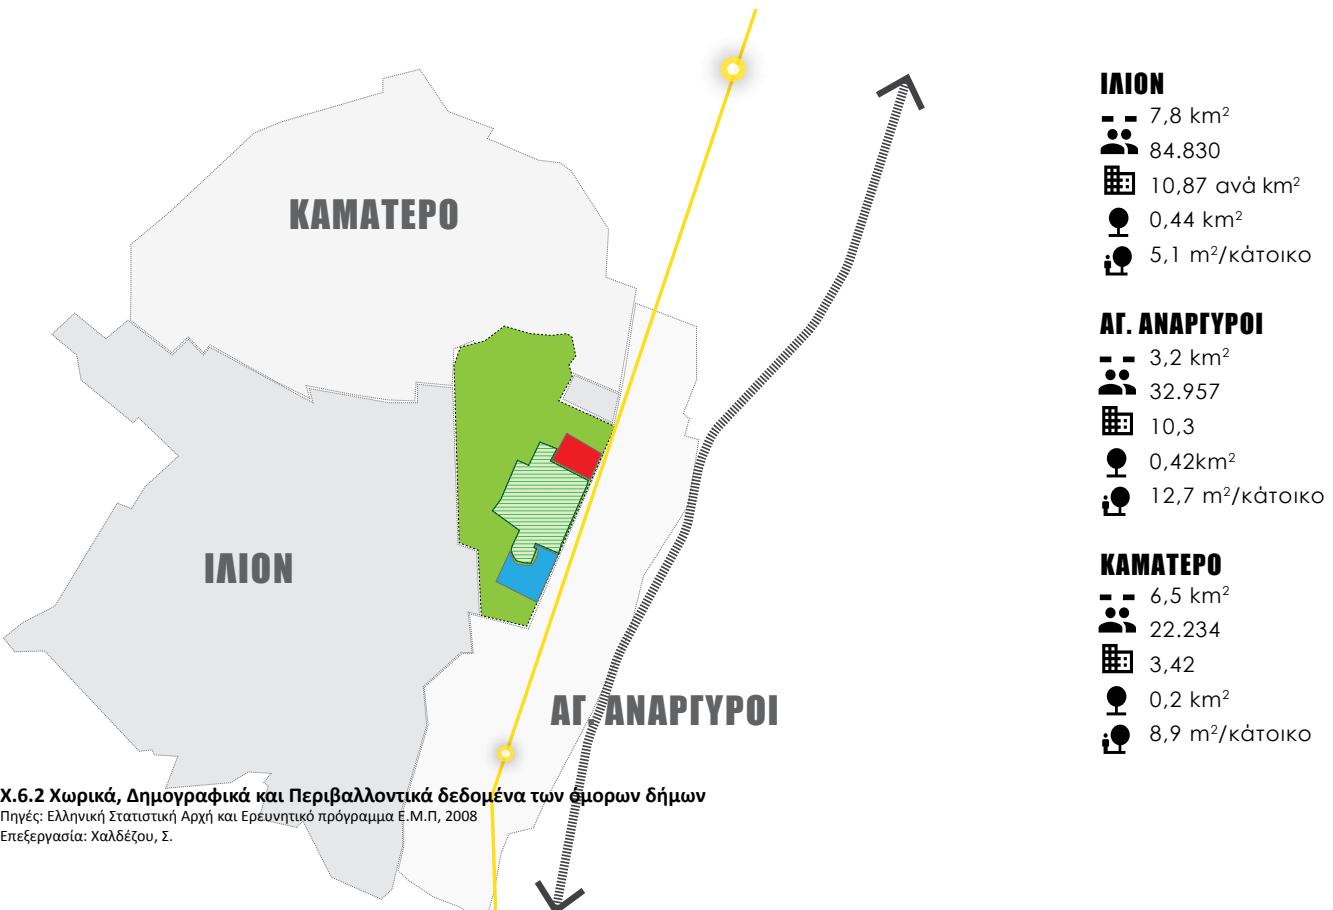 ΚΑΜΑΤΕΡΟ
ΙΛΙΟΝ
ΑΓ. ΑΝΑΡΓΥΡΟΙ
ΙΛΙΟΝ
7,8 km²
84.830
10,87 ανά km²
0,44 km²
5,1 m²/κάτοικο
ΑΓ. ΑΝΑΡΓΥΡΟΙ
3,2 km²
32.957
10,3
0,42km²
12,7 m²/κάτοικο
ΚΑΜΑΤΕΡΟ
6,5 km²
22.234
3,42
0,2 km²
8,9 m²/κάτοικο
Χ.6.2 Χωρικά, Δημογραφικά και Περιβαλλοντικά δεδομένα των όμορων δήμων
Πηγές: Ελληνική Στατιστική Αρχή και Ερευνητικό πρόγραμμα Ε.Μ.Π, 2008
Επεξεργασία: Χαλδέζου, Σ.